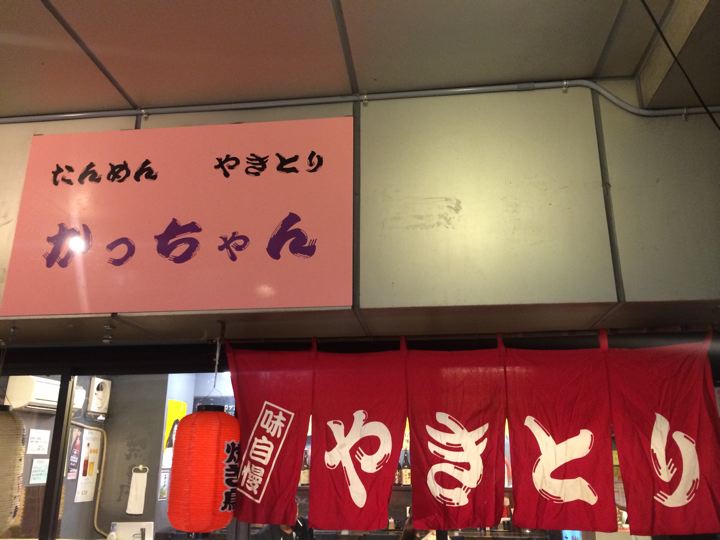 たんめん やきとり
かっちゃん
味自慢
やきとり
焼き鳥